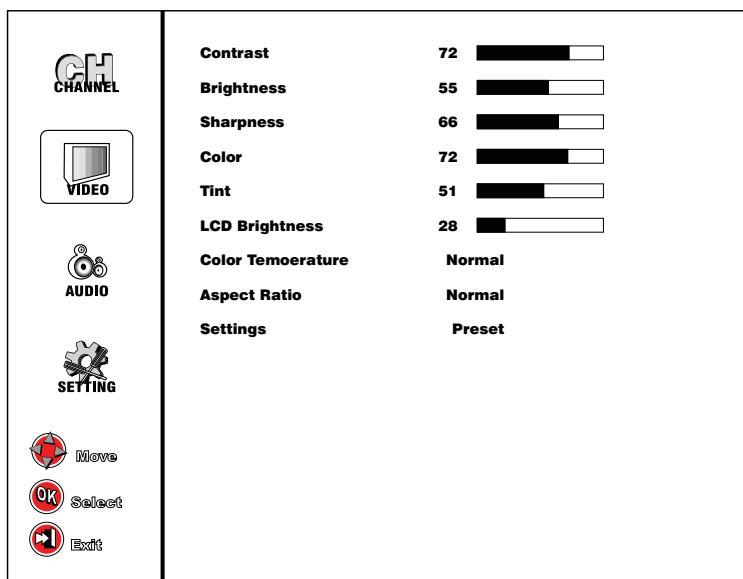 CH
CHANNEL
VIDEO
AUDIO
SETTING
Move
OK Select
Exit
Contrast 72
Brightness 55
Sharpness 66
Color 72
Tint 51
LCD Brightness 28
Color Temoerature Normal
Aspect Ratio Normal
Settings Preset